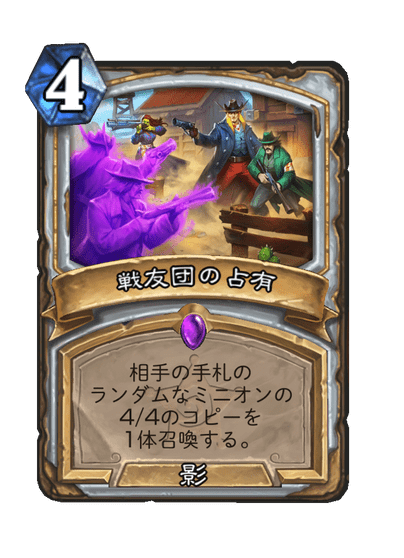 4
戦友団の占有
相手の手札の
ランダムなミニオンの
4/4のコピーを
1体召喚する。
影